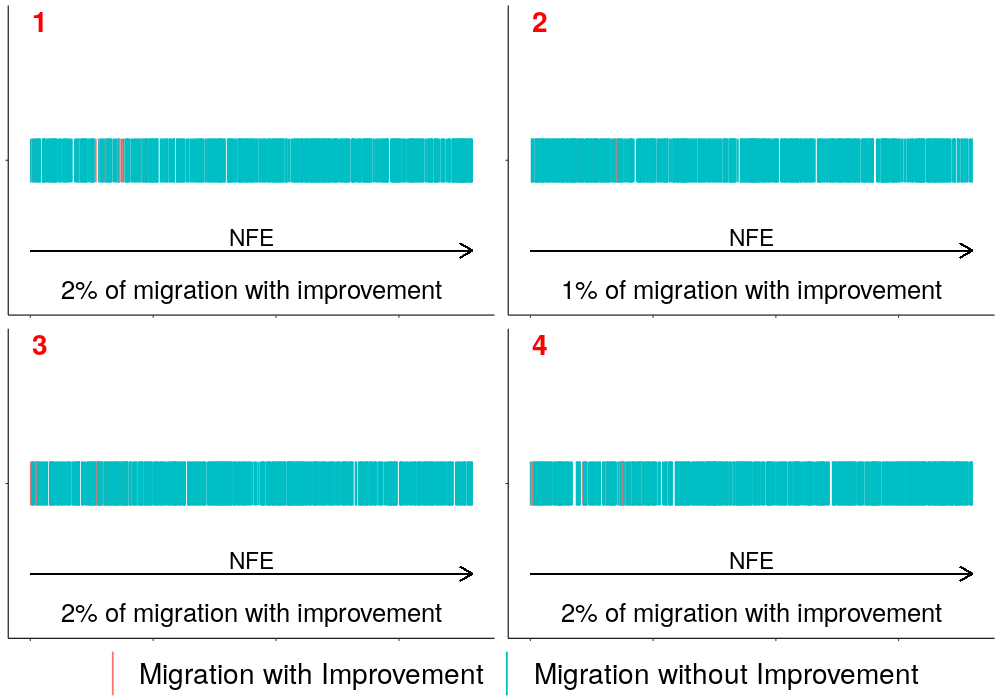 1
NFE
2% of migration with improvement
2
NFE
1% of migration with improvement
3
NFE
2% of migration with improvement
4
NFE
2% of migration with improvement
Migration with Improvement
Migration without Improvement